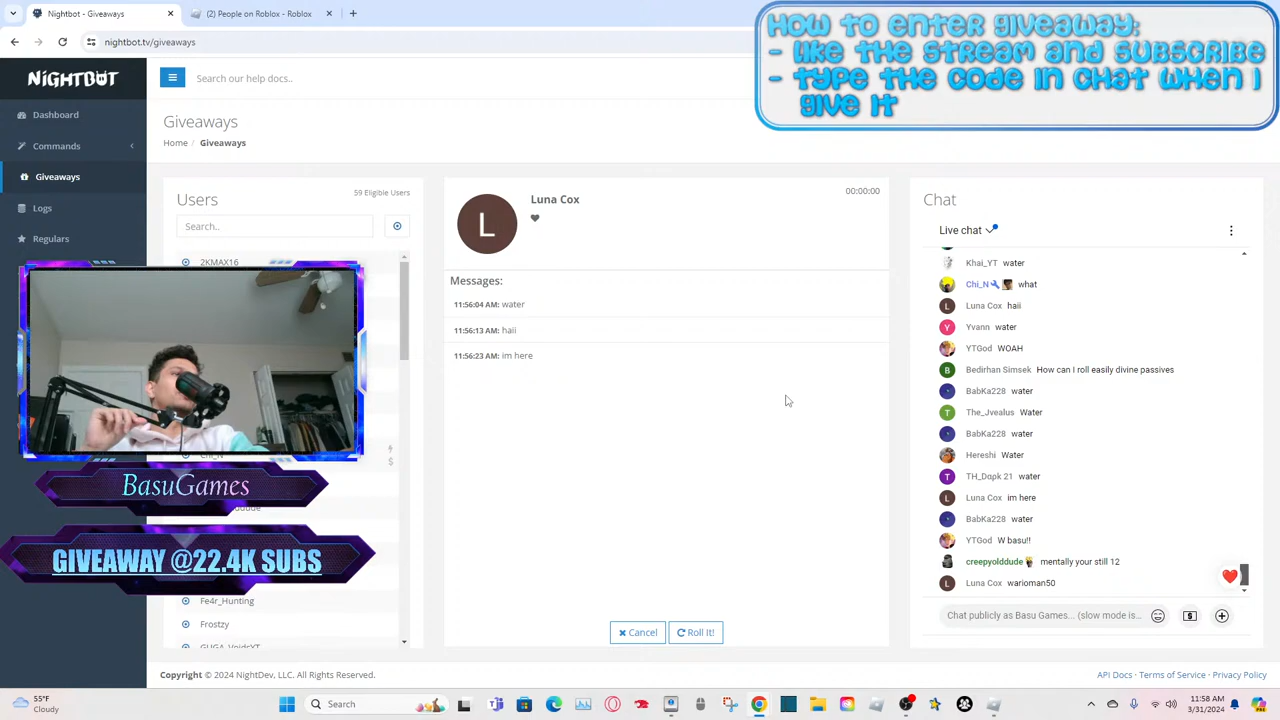 Nightbot - Giveaways
(2) People on Roblox - Roblox
nightbot.tv/giveaways
HOW TO ENTER GIVEAWAY:
- LIKE THE STREAM AND SUBSCRIBE
- TYPE THE CODE IN CHAT WHEN I
GIVE IT
NIGHTBOT
Search our help docs..
Dashboard
Commands
Giveaways
Logs
Regulars
Giveaways
Home / Giveaways
Users
59 Eligible Users
Search..
2KMAX16
Chi_N
BasuGames
GIVEAWAY @22.4K SUBS
Fe4r_Hunting
Frostzy
GUGA_VoidsYT
L
Luna Cox
00:00:00
Messages:
11:56:04 AM: water
11:56:13 AM: haii
11:56:23 AM: im here
Cancel
Roll It!
Chat
Live chat
Khai_YT water
Chi_N what
Luna Cox haii
Yvann water
YTGod WOAH
Bedirhan Simsek How can I roll easily divine passives
BabKa228 water
The_Jvealus Water
BabKa228 water
Hereshi Water
TH_Dαpk 21 water
Luna Cox im here
BabKa228 water
YTGod W basu!!
creepyolddude mentally your still 12
Luna Cox warioman50
Chat publicly as Basu Games... (slow mode is...
Copyright © 2024 NightDev, LLC. All Rights Reserved.
API Docs - Terms of Service - Privacy Policy
55°F
Cloudy
Search
11:58 AM
3/31/2024